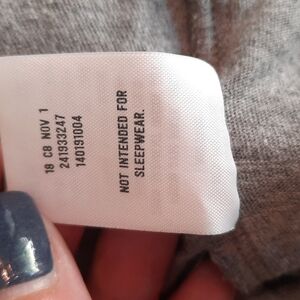 18 CB NOV 1
241933247
140191004
NOT INTENDED FOR
SLEEPWEAR.